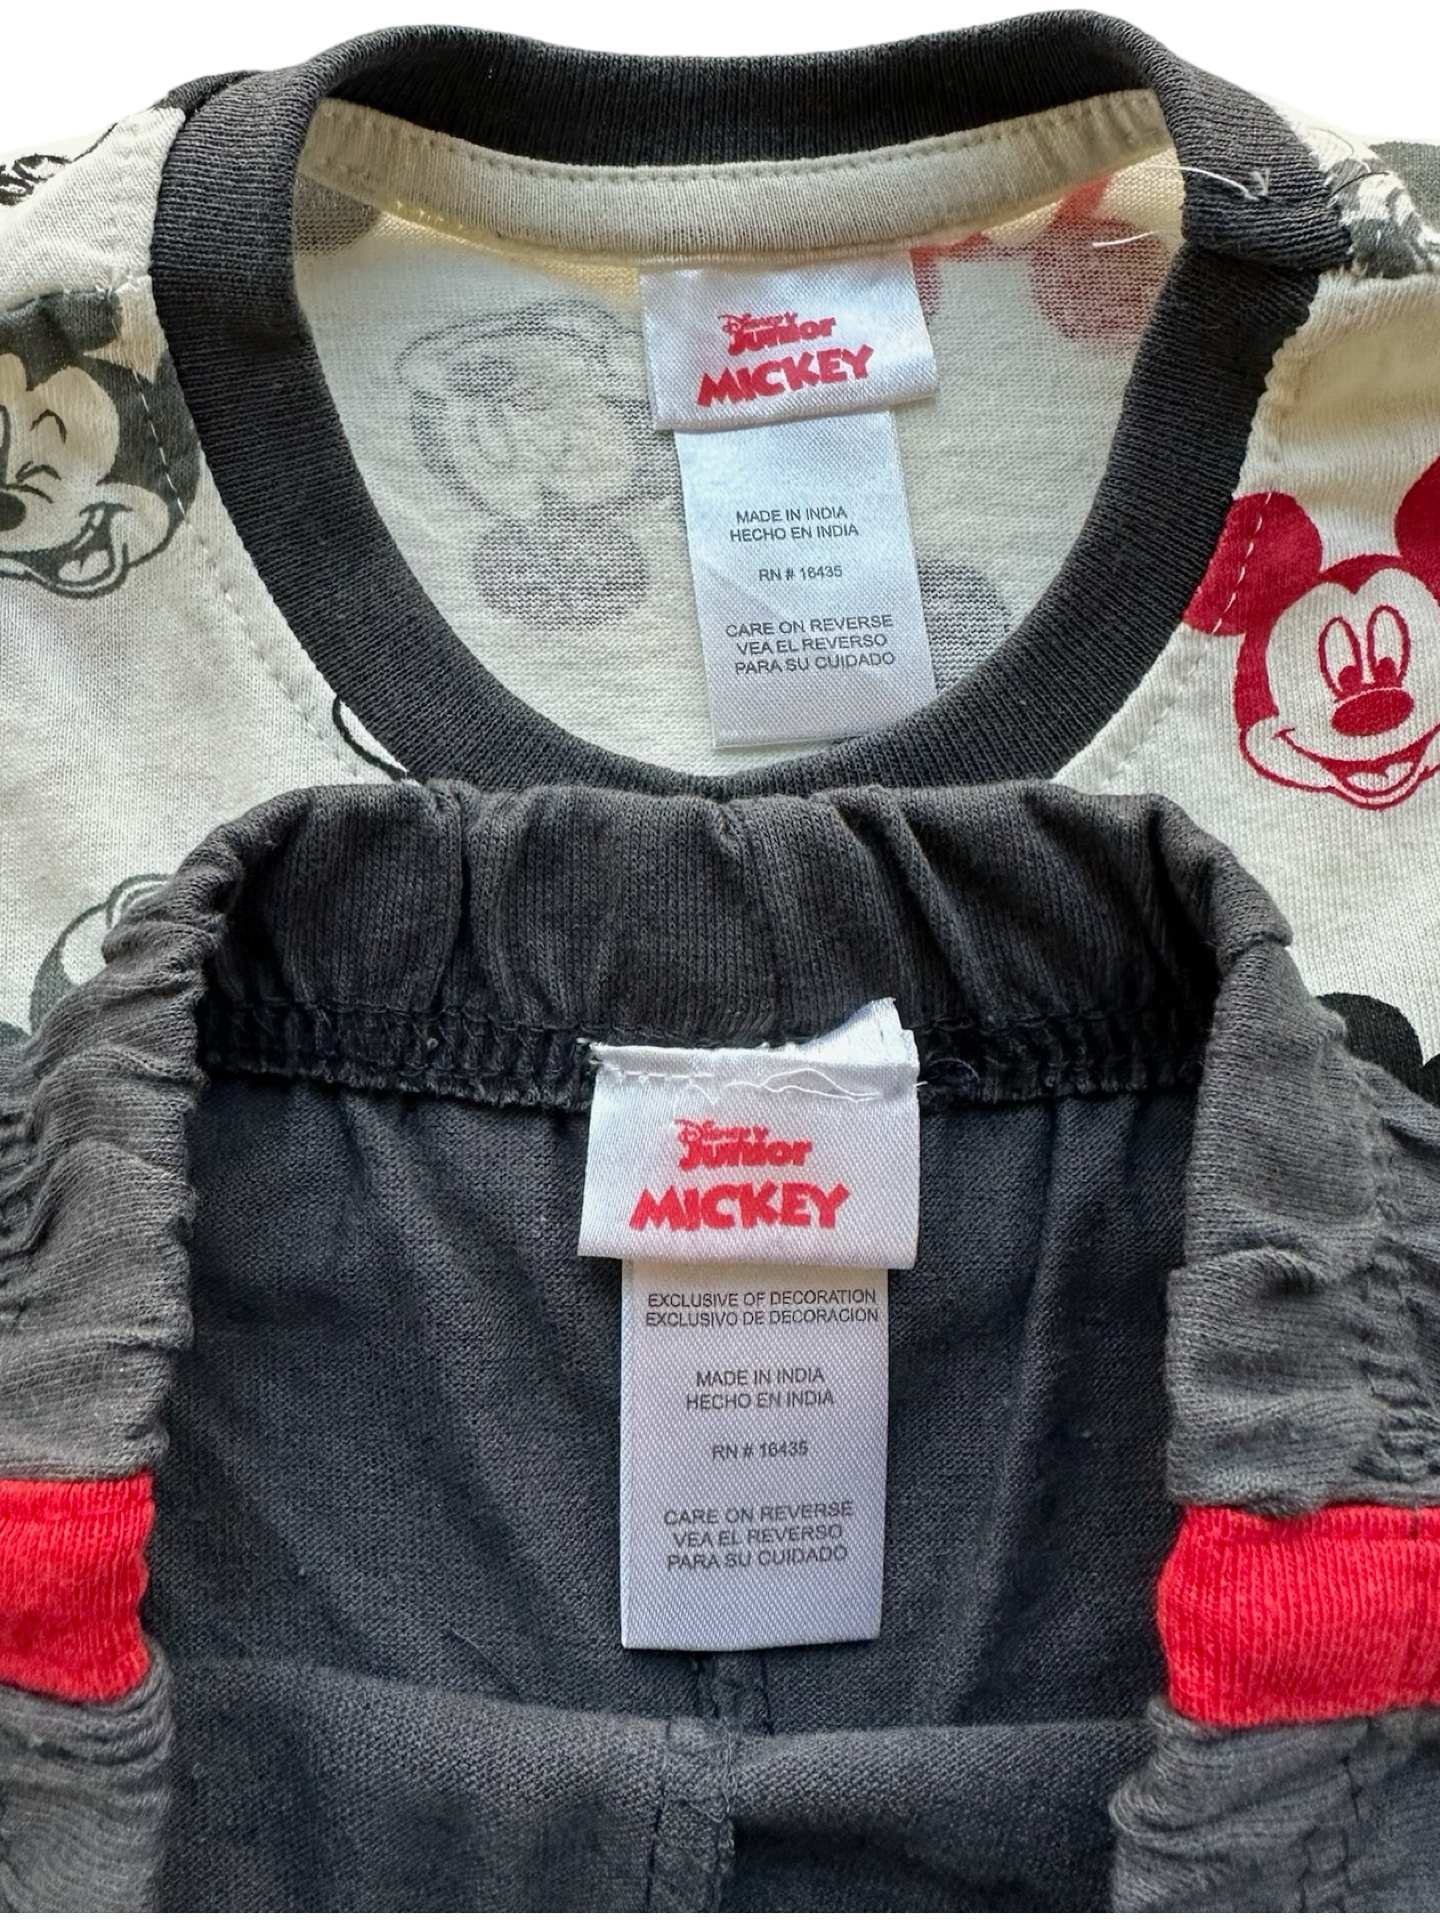 Disney
Junior
MICKEY
MADE IN INDIA
HECHO EN INDIA
RN # 16435
CARE ON REVERSE
VEA EL REVERSO
PARA SU CUIDADO
Disney
Junior
MICKEY
EXCLUSIVE OF DECORATION
EXCLUSIVO DE DECORACION
MADE IN INDIA
HECHO EN INDIA
RN # 16435
CARE ON REVERSE
VEA EL REVERSO
PARA SU CUIDADO